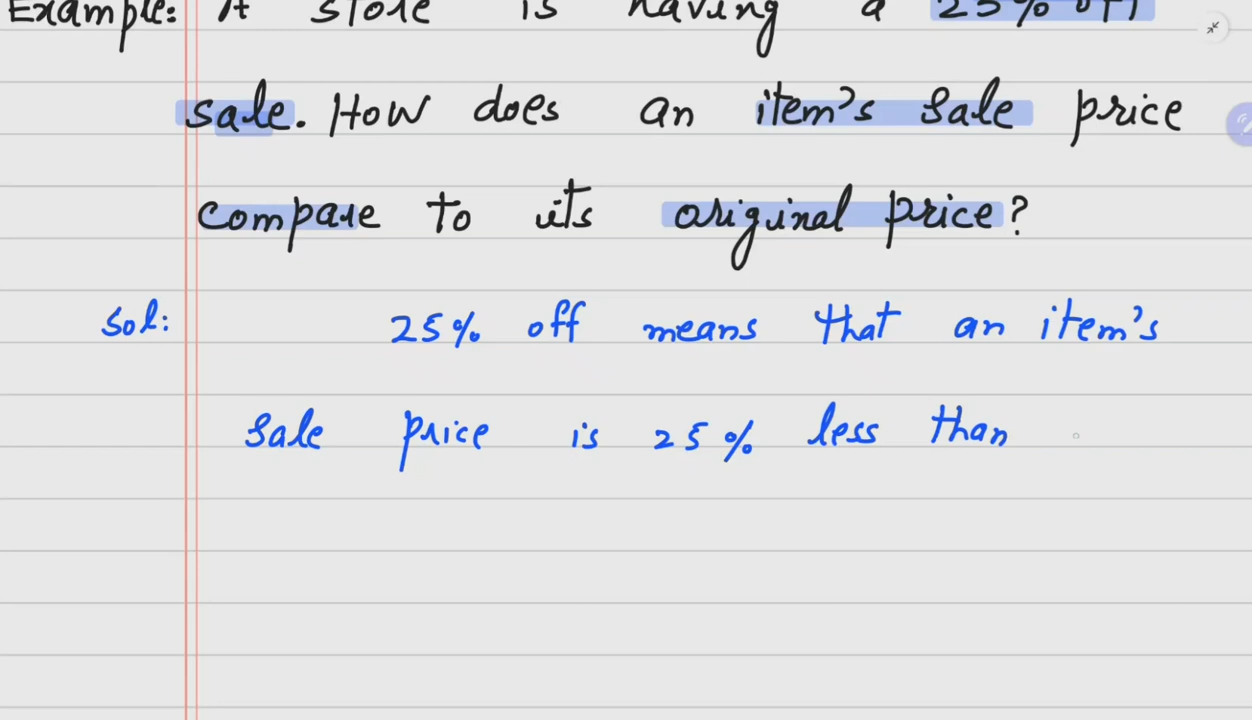 Example: A store is having a 25% off
sale. How does an item's sale price
compare to its original price?
Sol: 25% off means that an item's
sale price is 25% less than